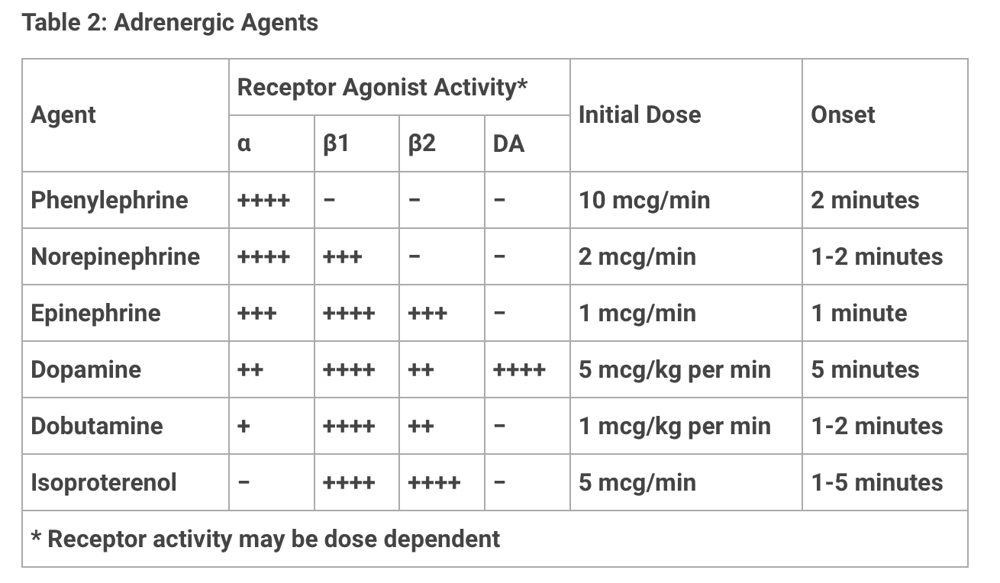 Table 2: Adrenergic Agents
Agent Receptor Agonist Activity* Initial Dose Onset
α β1 β2 DA
Phenylephrine ++++ – – – 10 mcg/min 2 minutes
Norepinephrine ++++ +++ – – 2 mcg/min 1-2 minutes
Epinephrine +++ ++++ +++ – 1 mcg/min 1 minute
Dopamine ++ ++++ ++ ++++ 5 mcg/kg per min 5 minutes
Dobutamine + ++++ ++ – 1 mcg/kg per min 1-2 minutes
Isoproterenol – ++++ ++++ – 5 mcg/min 1-5 minutes
* Receptor activity may be dose dependent